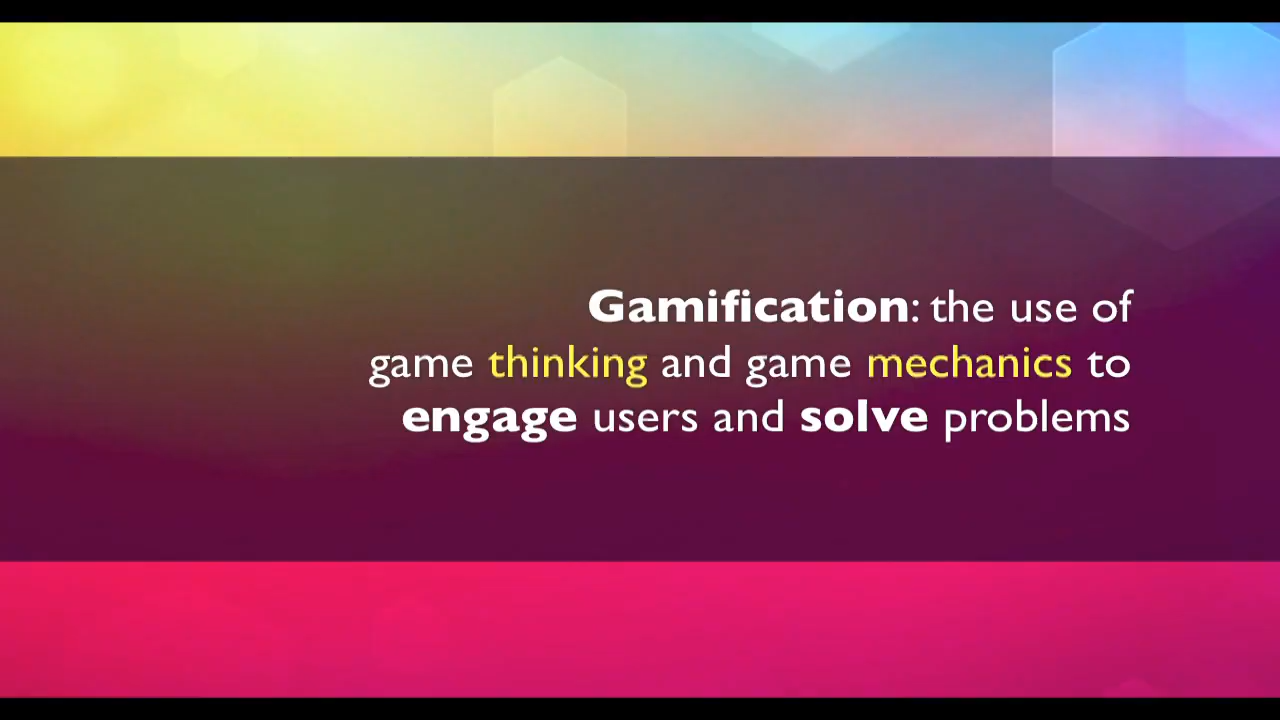 Gamification: the use of
game thinking and game mechanics to
engage users and solve problems